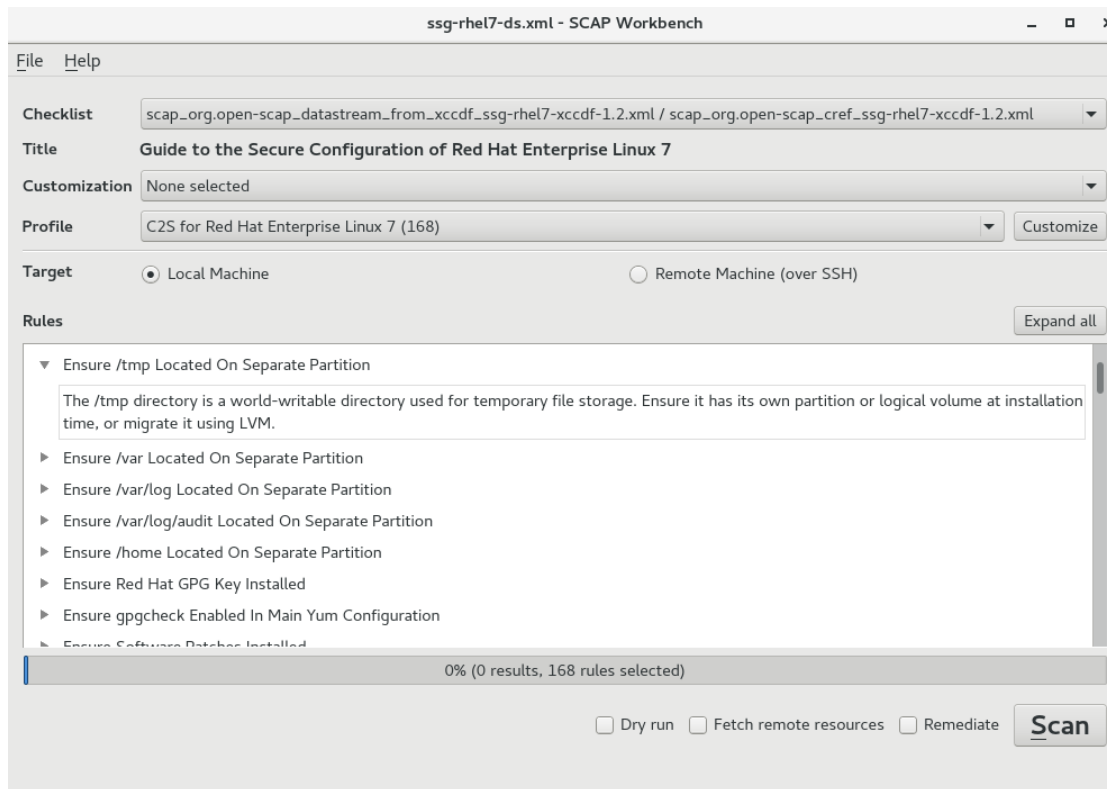 ssg-rhel7-ds.xml - SCAP Workbench
File Help
Checklist scap_org.open-scap_datastream_from_xccdf_ssg-rhel7-xccdf-1.2.xml / scap_org.open-scap_cref_ssg-rhel7-xccdf-1.2.xml
Title Guide to the Secure Configuration of Red Hat Enterprise Linux 7
Customization None selected
Profile C2S for Red Hat Enterprise Linux 7 (168) Customize
Target Local Machine Remote Machine (over SSH)
Rules Expand all
Ensure /tmp Located On Separate Partition
The /tmp directory is a world-writable directory used for temporary file storage. Ensure it has its own partition or logical volume at installation
time, or migrate it using LVM.
Ensure /var Located On Separate Partition
Ensure /var/log Located On Separate Partition
Ensure /var/log/audit Located On Separate Partition
Ensure /home Located On Separate Partition
Ensure Red Hat GPG Key Installed
Ensure gpgcheck Enabled In Main Yum Configuration
Ensure Software Patches Installed
0% (0 results, 168 rules selected)
Dry run Fetch remote resources Remediate Scan